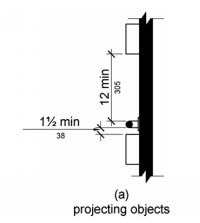 12 min
305
1½ min
38
(a)
projecting objects